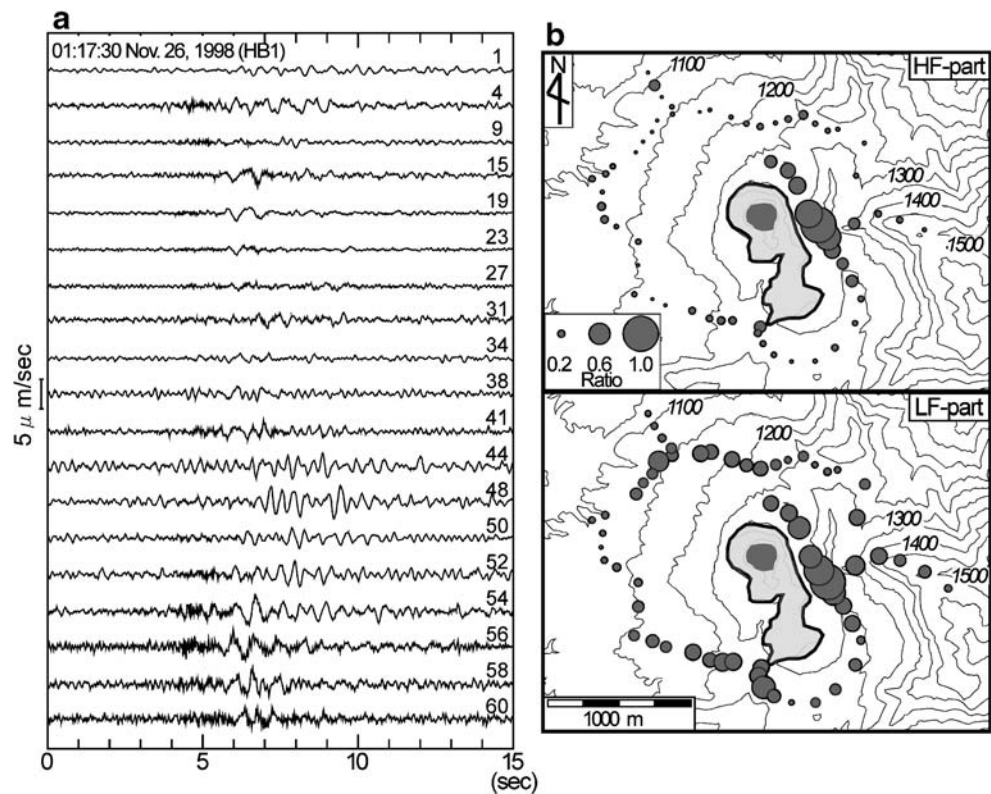 a
01:17:30 Nov. 26, 1998 (HB1)
1
4
9
15
19
23
27
31
34
38
41
44
48
50
52
54
56
58
60
5 μ m/sec
0 5 10 15
(sec)
b
HF-part
N
1100
1200
1300
1400
1500
0.2 0.6 1.0
Ratio
LF-part
1100
1200
1300
1400
1500
1000 m